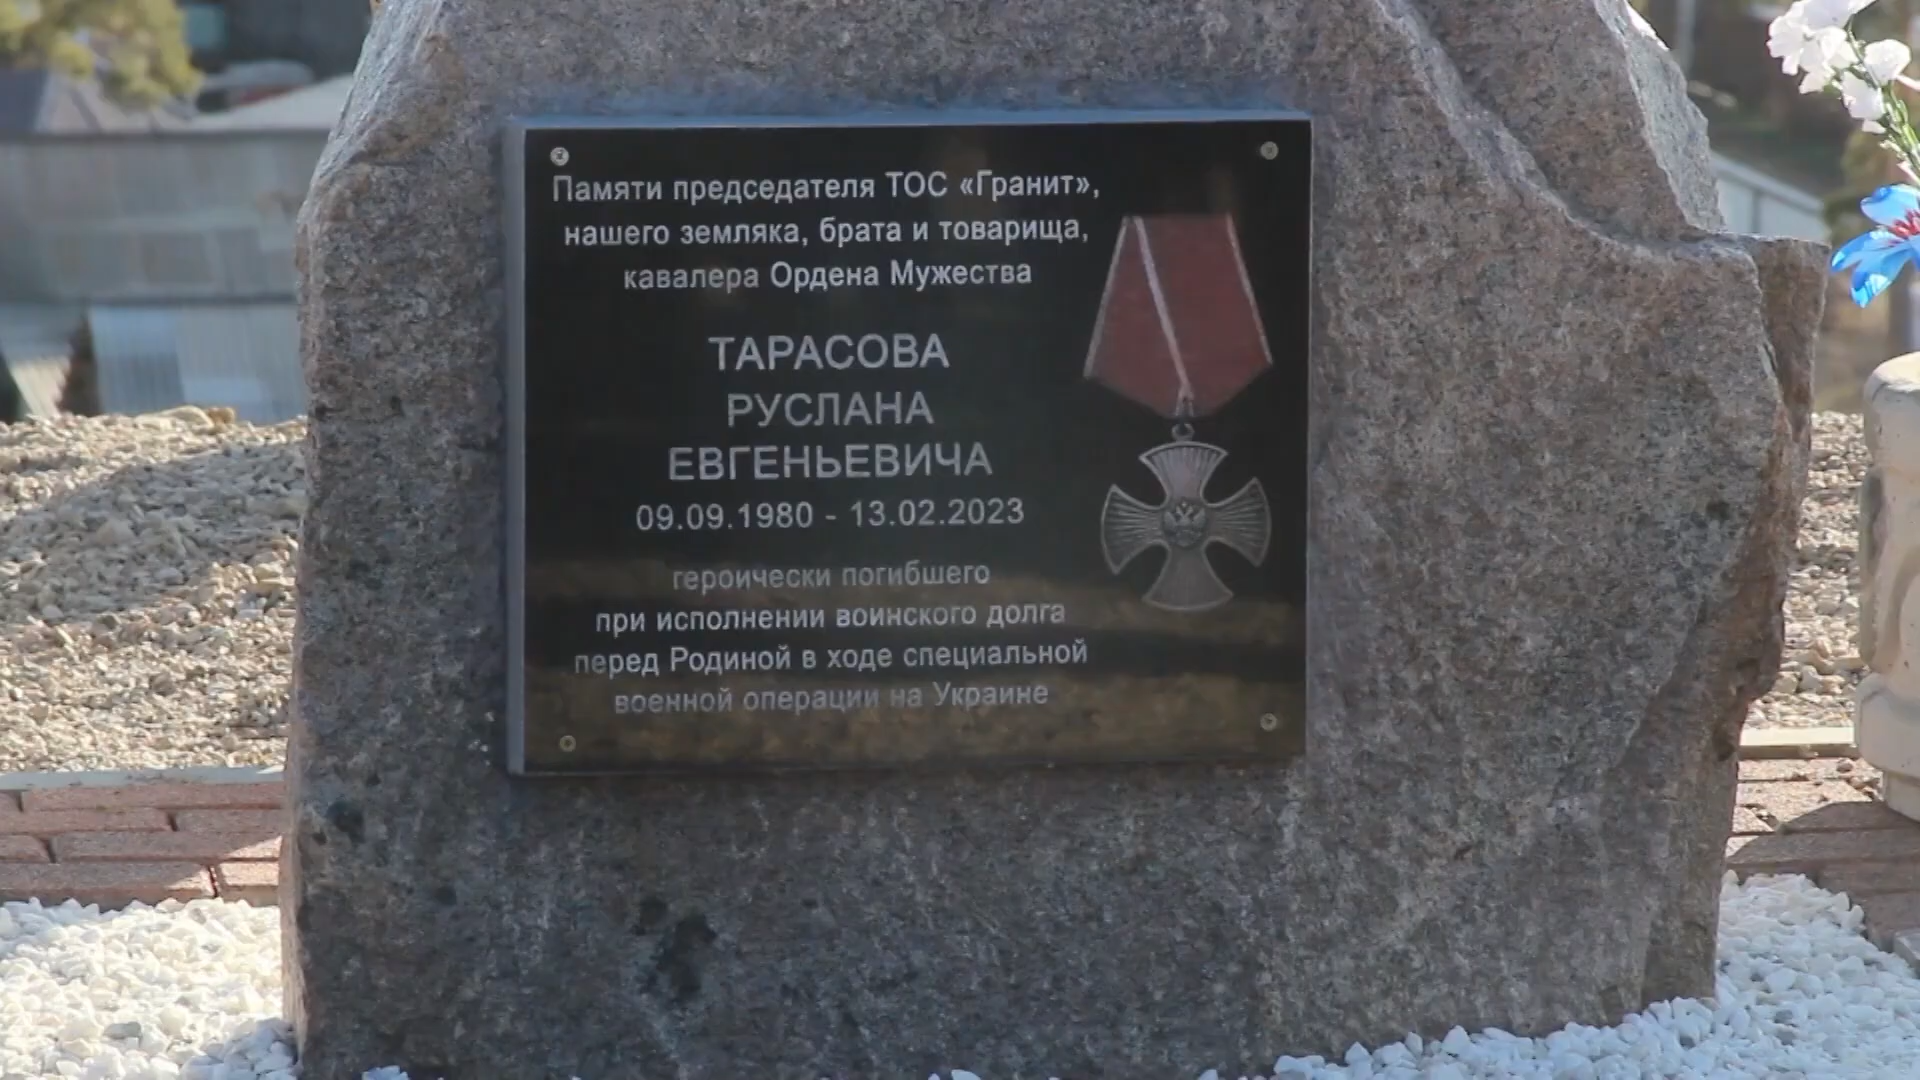 Памяти председателя ТОС «Гранит»,
нашего земляка, брата и товарища,
кавалера Ордена Мужества
ТАРАСОВА
РУСЛАНА
ЕВГЕНЬЕВИЧА
09.09.1980 - 13.02.2023
героически погибшего
при исполнении воинского долга
перед Родиной в ходе специальной
военной операции на Украине